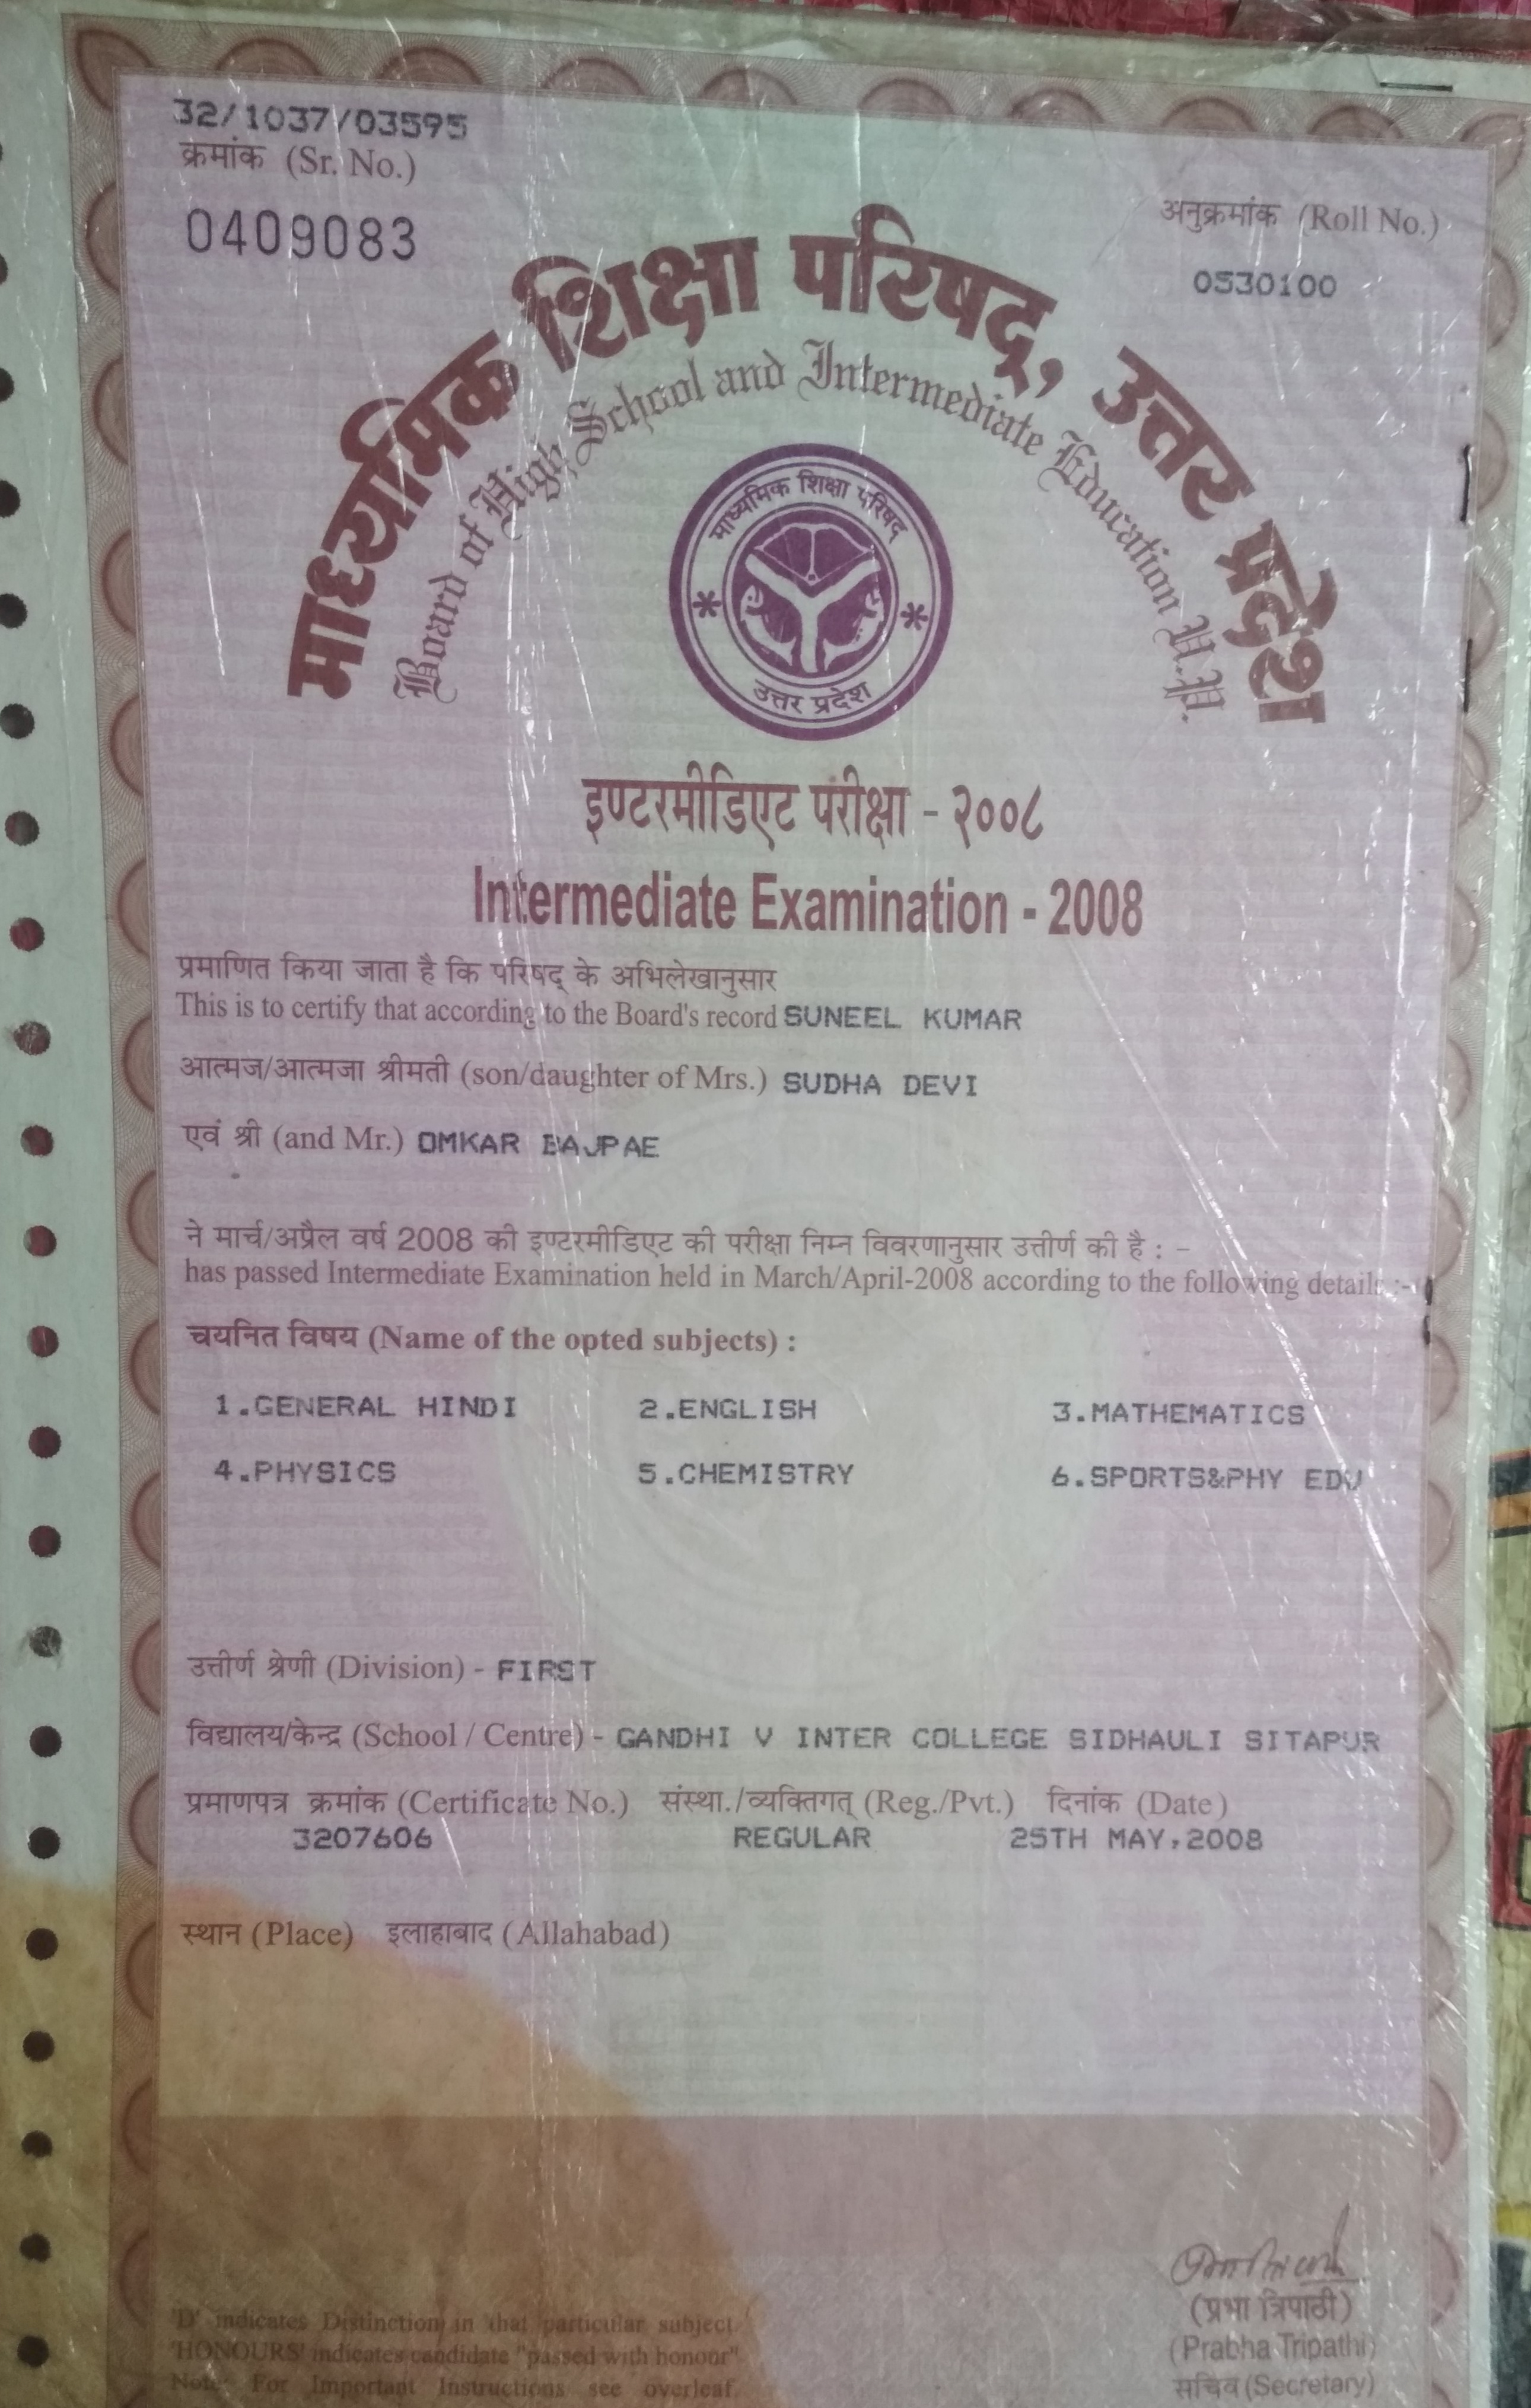 32/1037/03595
क्रमांक (Sr. No.)
0409083
अनुक्रमांक (Roll No.)
0530100
माध्यमिक शिक्षा परिषद्, उत्तर प्रदेश
Board of High School and Intermediate Education U.P.
माध्यमिक शिक्षा परिषद
उत्तर प्रदेश
इण्टरमीडिएट परीक्षा - २००८
Intermediate Examination - 2008
प्रमाणित किया जाता है कि परिषद् के अभिलेखानुसार
This is to certify that according to the Board's record SUNEEL KUMAR
आत्मज/आत्मजा श्रीमती (son/daughter of Mrs.) SUDHA DEVI
एवं श्री (and Mr.) OMKAR BAJPAE
ने मार्च/अप्रैल वर्ष 2008 की इण्टरमीडिएट की परीक्षा निम्न विवरणानुसार उत्तीर्ण की है : -
has passed Intermediate Examination held in March/April-2008 according to the following details :-
चयनित विषय (Name of the opted subjects) :
1.GENERAL HINDI 2.ENGLISH 3.MATHEMATICS
4.PHYSICS 5.CHEMISTRY 6.SPORTS&PHY EDU
उत्तीर्ण श्रेणी (Division) - FIRST
विद्यालय/केन्द्र (School / Centre) - GANDHI V INTER COLLEGE SIDHAULI SITAPUR
प्रमाणपत्र क्रमांक (Certificate No.) संस्था./व्यक्तिगत् (Reg./Pvt.) दिनांक (Date)
3207606 REGULAR 25TH MAY,2008
स्थान (Place) इलाहाबाद (Allahabad)
'D' indicates Distinction in that particular subject.
'HONOURS' indicates candidate "passed with honour"
Note: For Important Instructions see overleaf.
(प्रभा त्रिपाठी)
(Prabha Tripathi)
सचिव (Secretary)